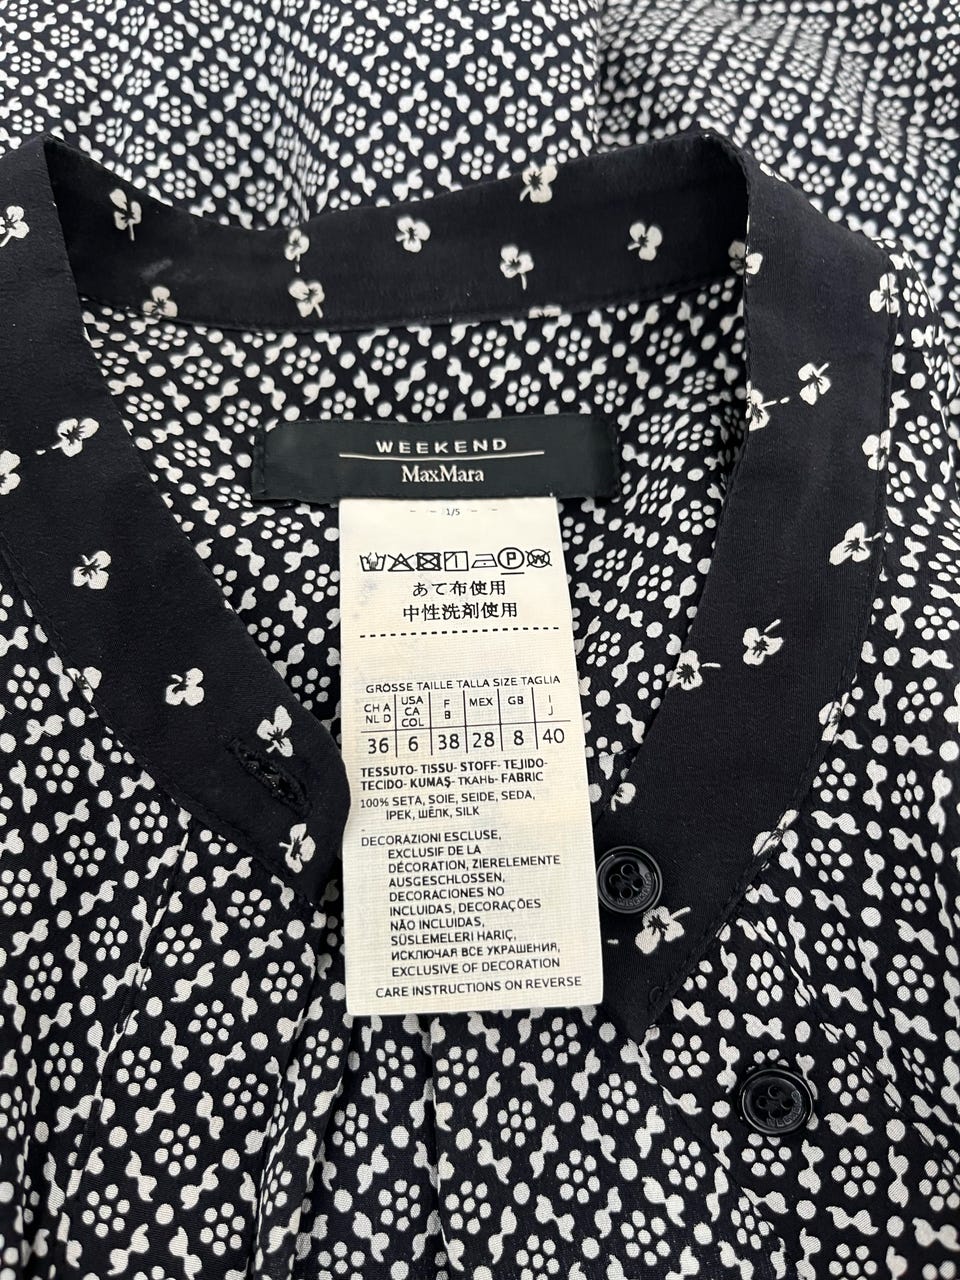 WEEKEND
MaxMara
- - 1/5 - -
P W
あて布使用
中性洗剤使用
GRÖSSE TAILLE TALLA SIZE TAGLIA
CH A NL D USA CA COL F B MEX GB I J
36 6 38 28 8 40
TESSUTO- TISSU- STOFF- TEJIDO-
TECIDO- KUMAŞ- ТКАНЬ- FABRIC
100% SETA, SOIE, SEIDE, SEDA,
IPEK, ШЁЛК, SILK
DECORAZIONI ESCLUSE,
EXCLUSIF DE LA
DÉCORATION, ZIERELEMENTE
AUSGESCHLOSSEN,
DECORACIONES NO
INCLUIDAS, DECORAÇÕES
NÃO INCLUIDAS,
SÜSLEMELERI HARIÇ,
ИСКЛЮЧАЯ ВСЕ УКРАШЕНИЯ,
EXCLUSIVE OF DECORATION
CARE INSTRUCTIONS ON REVERSE